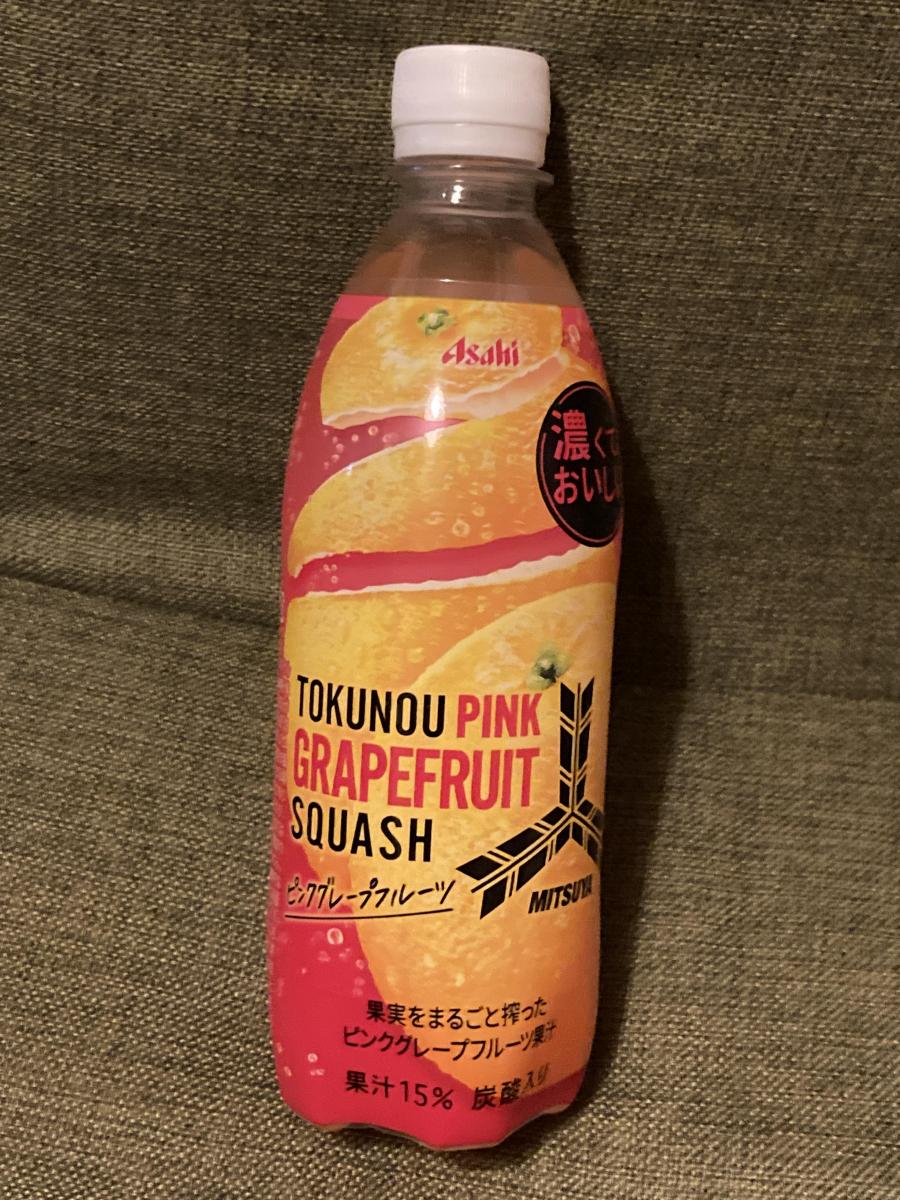 Asahi
濃くて
おいしい
TOKUNOU PINK
GRAPEFRUIT
SQUASH
ピンクグレープフルーツ
MITSUYA
果実をまるごと搾った
ピンクグレープフルーツ果汁
果汁15% 炭酸入り